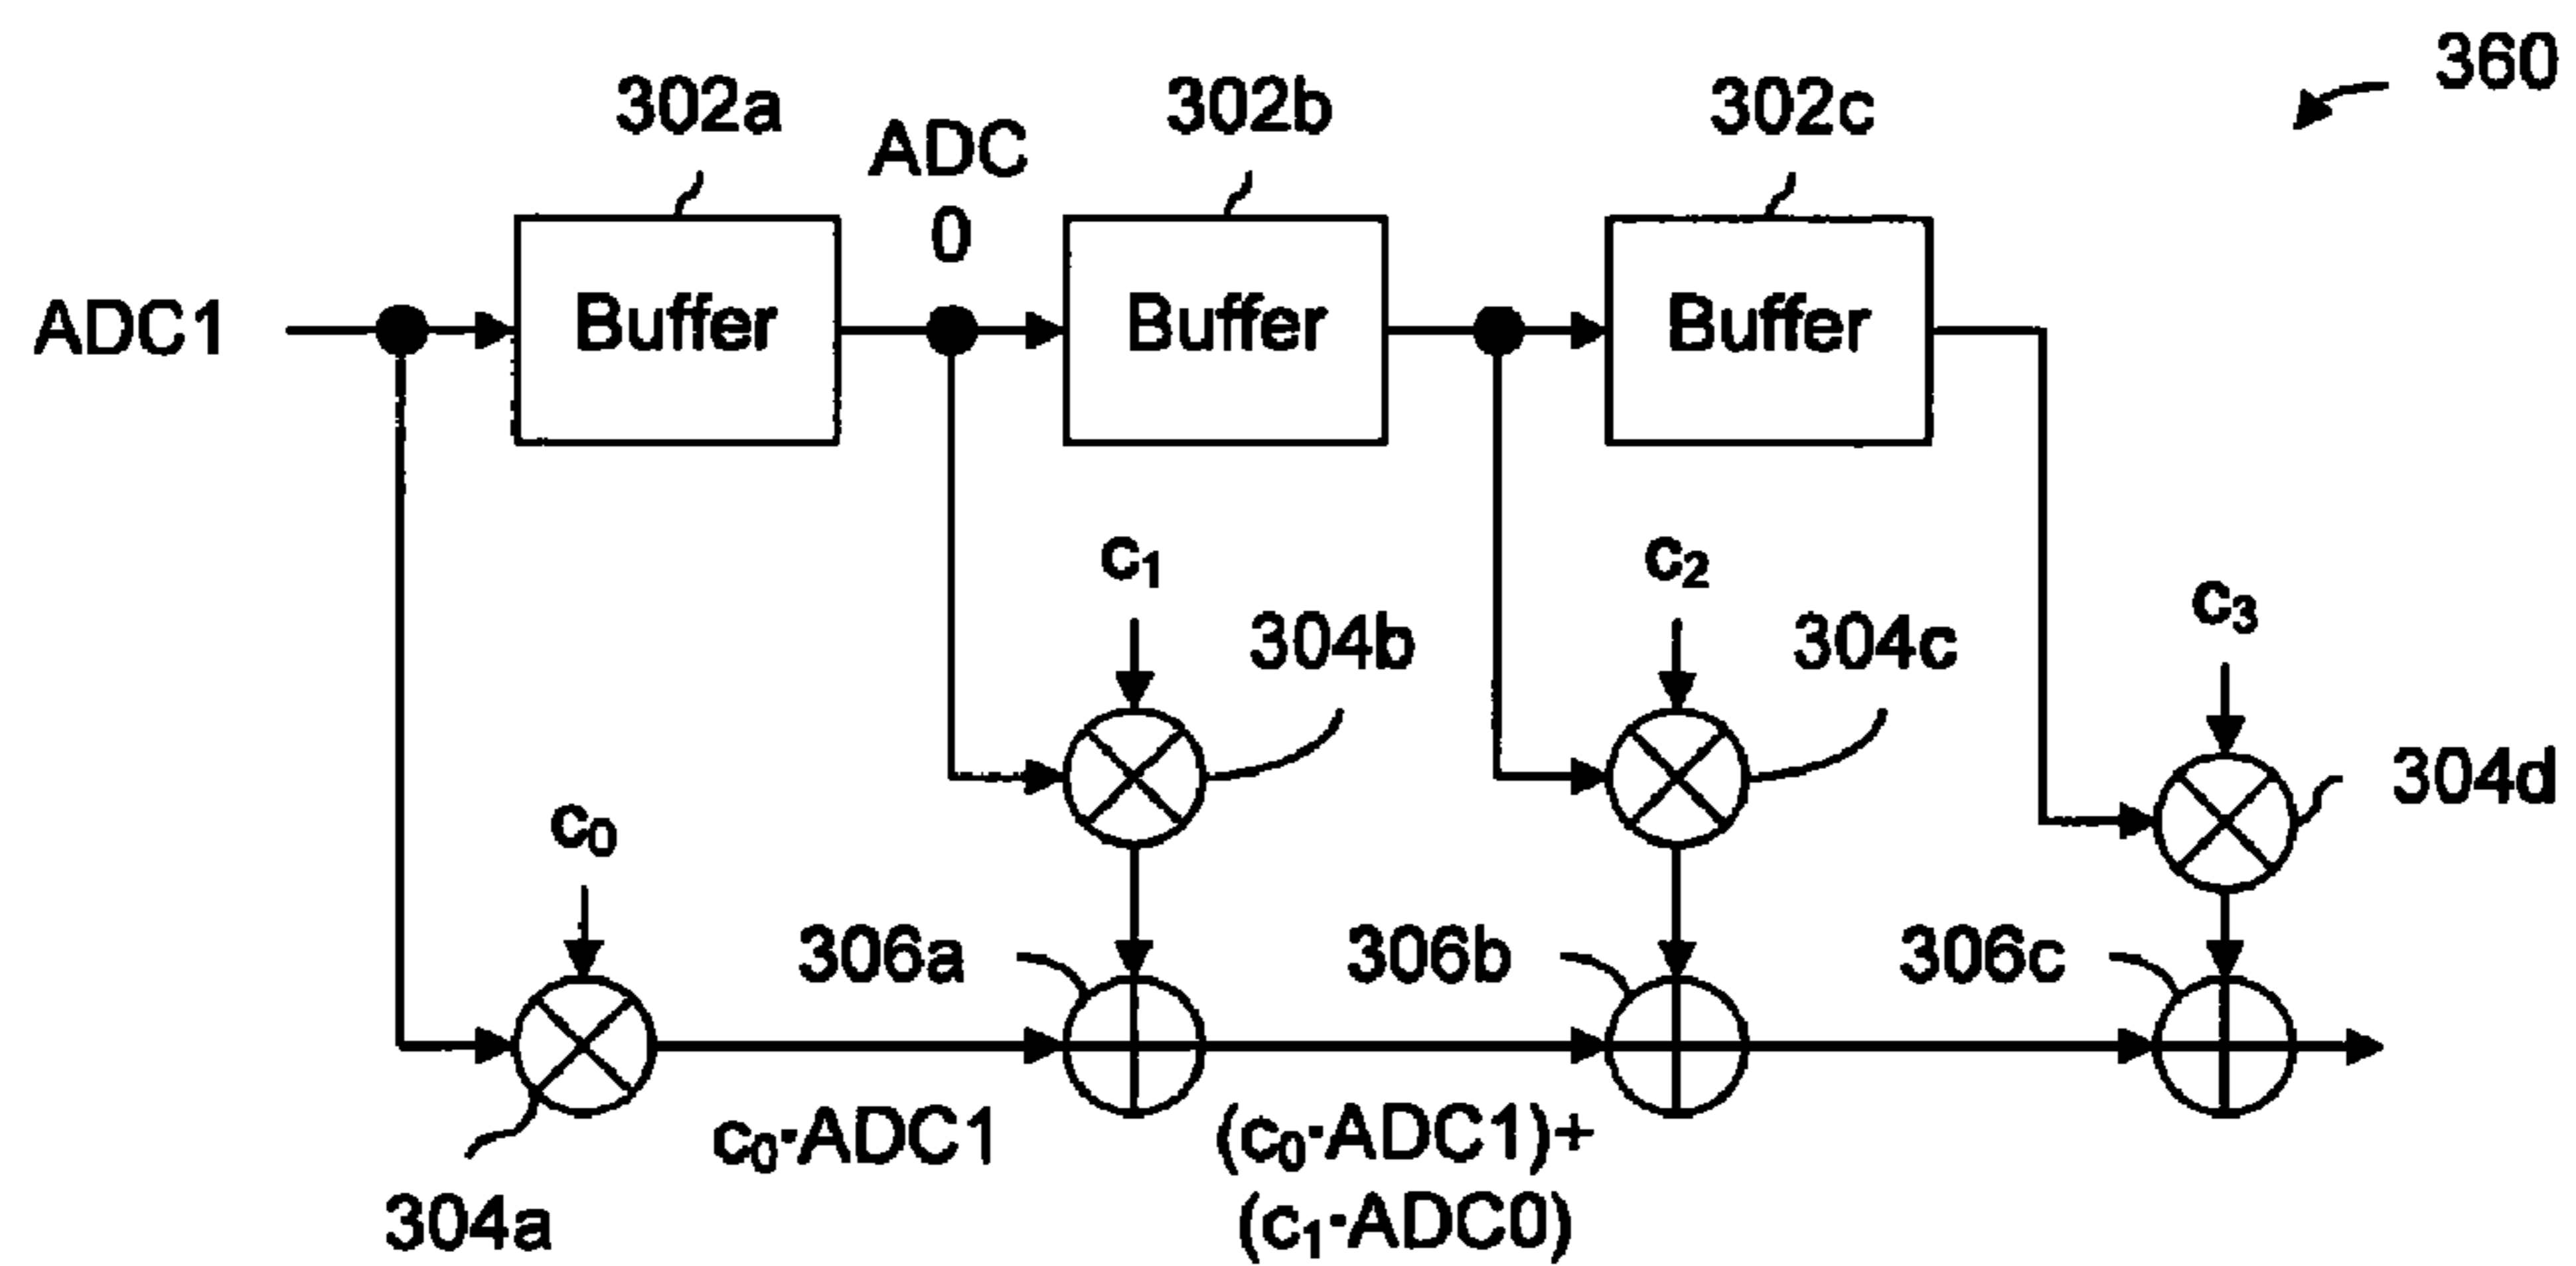 360
302a
302b
302c
ADC
0
ADC1
Buffer
Buffer
Buffer
c₁
c₂
c₃
304b
304c
304d
c₀
306a
306b
306c
c₀·ADC1
(c₀·ADC1)+
(c₁·ADC0)
304a